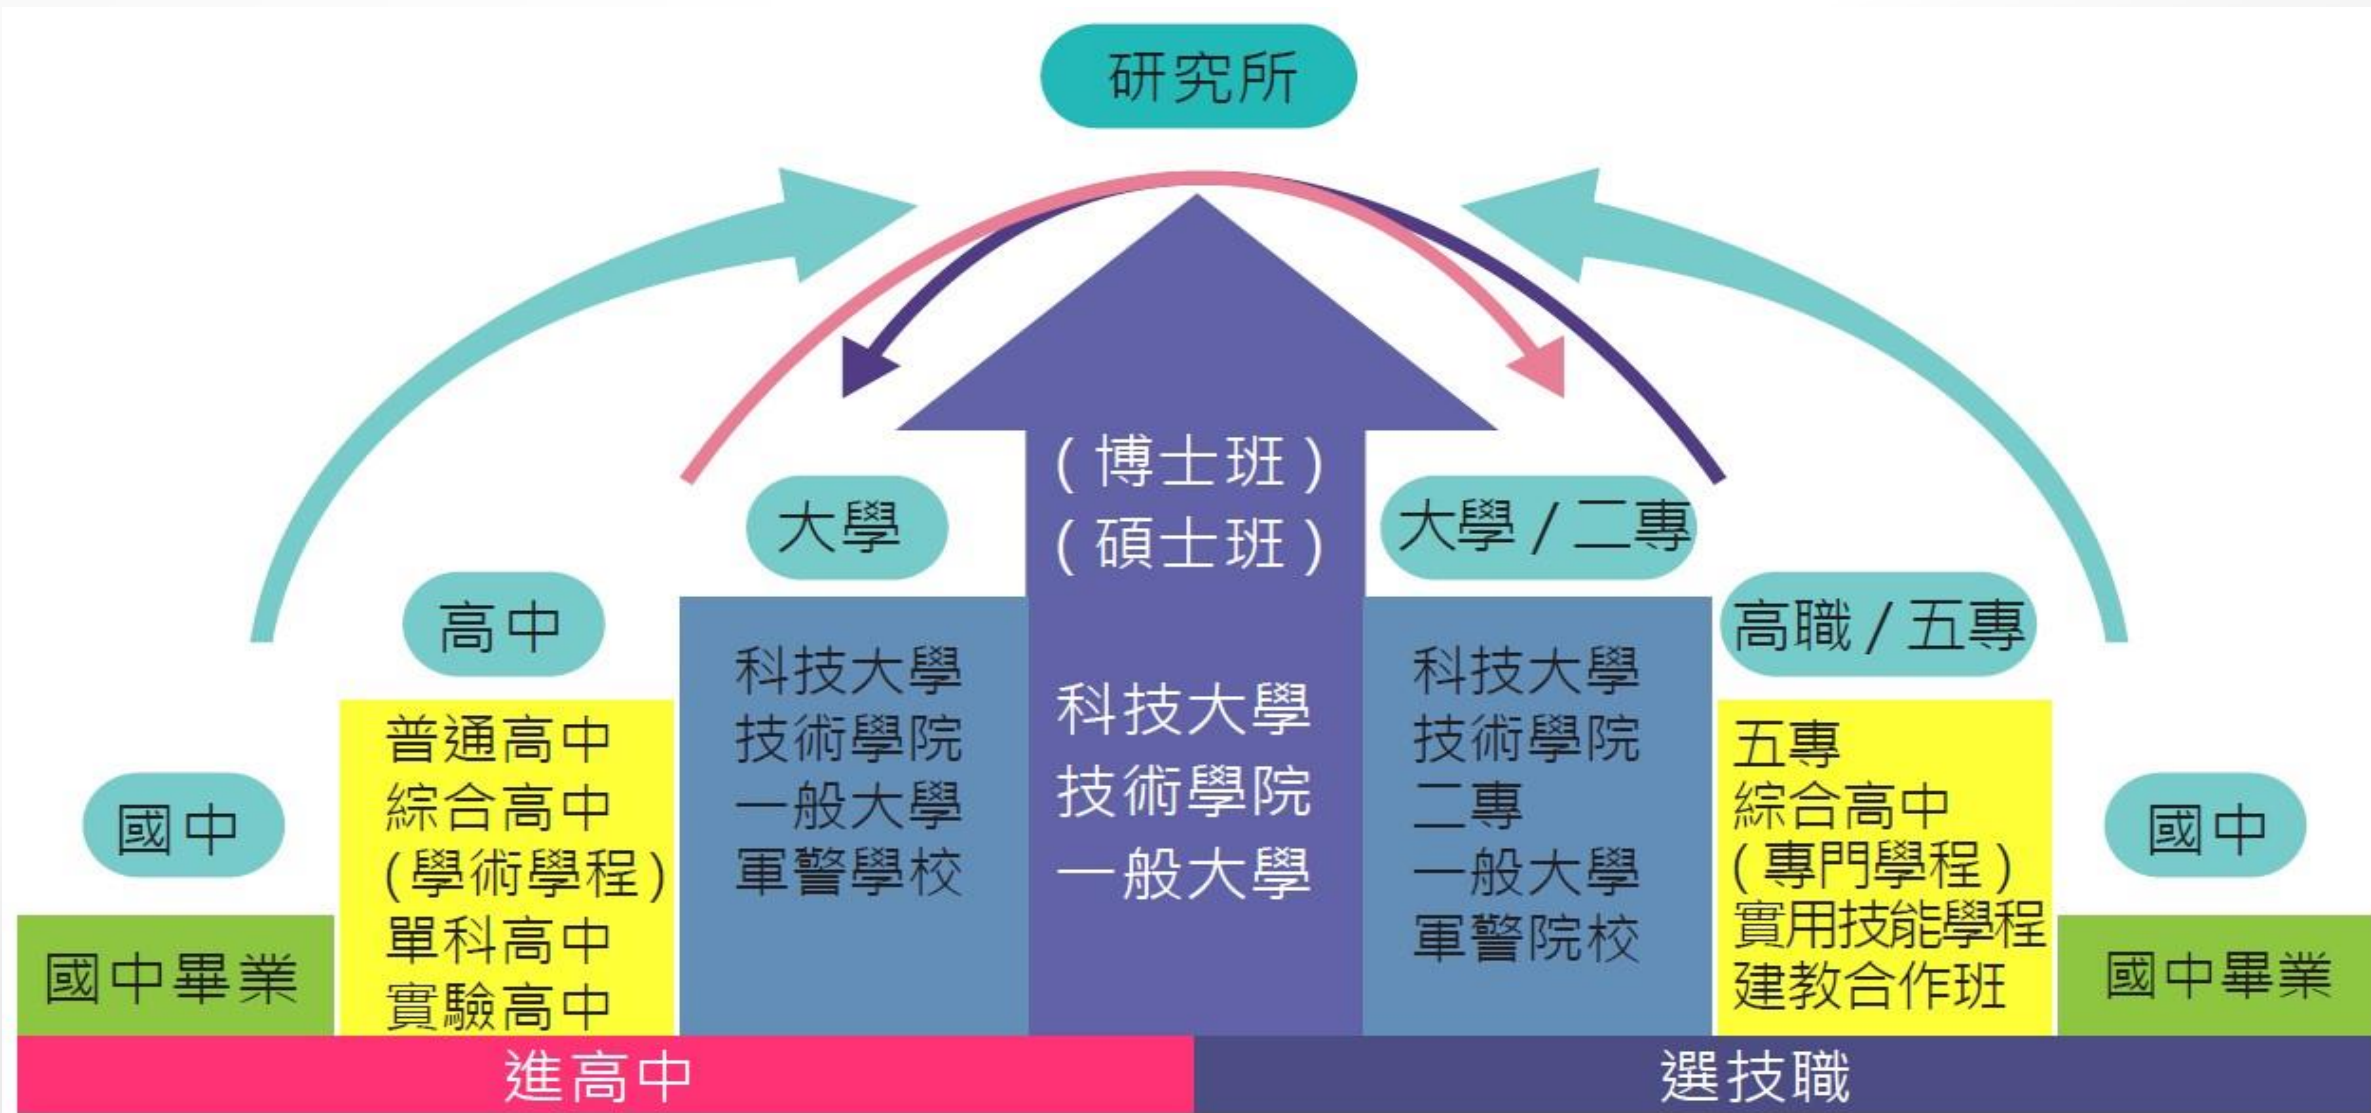 研究所
(博士班)
(碩士班)
科技大學
技術學院
一般大學
大學
科技大學
技術學院
一般大學
軍警學校
高中
普通高中
綜合高中
(學術學程)
單科高中
實驗高中
國中
國中畢業
進高中
大學/二專
科技大學
技術學院
二專
一般大學
軍警院校
高職/五專
五專
綜合高中
(專門學程)
實用技能學程
建教合作班
國中
國中畢業
選技職